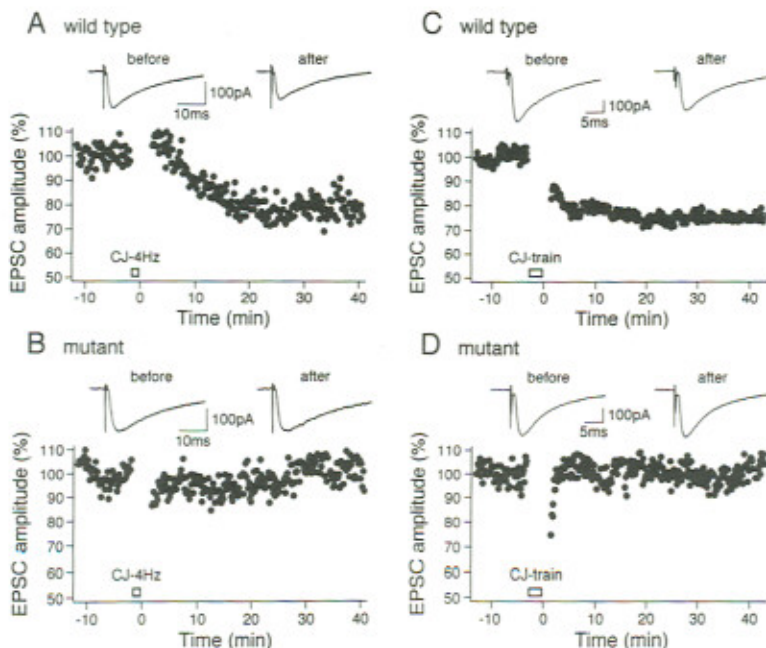 A wild type
before
after
100pA
10ms
EPSC amplitude (%)
110
100
90
80
70
60
50
CJ-4Hz
-10
0
10
20
30
40
Time (min)
B mutant
before
after
100pA
10ms
EPSC amplitude (%)
110
100
90
80
70
60
50
CJ-4Hz
-10
0
10
20
30
40
Time (min)
C wild type
before
after
100pA
5ms
EPSC amplitude (%)
110
100
90
80
70
60
50
CJ-train
-10
0
10
20
30
40
Time (min)
D mutant
before
after
100pA
5ms
EPSC amplitude (%)
110
100
90
80
70
60
50
CJ-train
-10
0
10
20
30
40
Time (min)